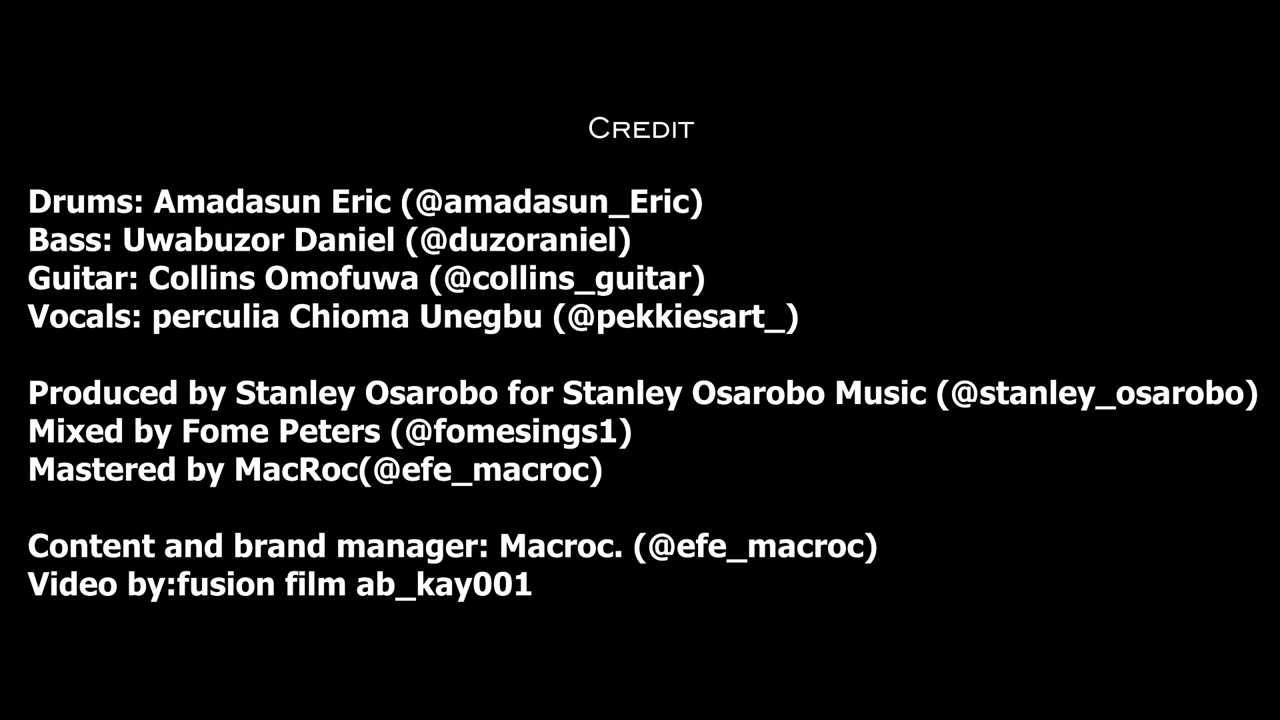 CREDIT
Drums: Amadasun Eric (@amadasun_Eric)
Bass: Uwabuzor Daniel (@duzoraniel)
Guitar: Collins Omofuwa (@collins_guitar)
Vocals: perculia Chioma Unegbu (@pekkiesart_)
Produced by Stanley Osarobo for Stanley Osarobo Music (@stanley_osarobo)
Mixed by Fome Peters (@fomesings1)
Mastered by MacRoc(@efe_macroc)
Content and brand manager: Macroc. (@efe_macroc)
Video by:fusion film ab_kay001